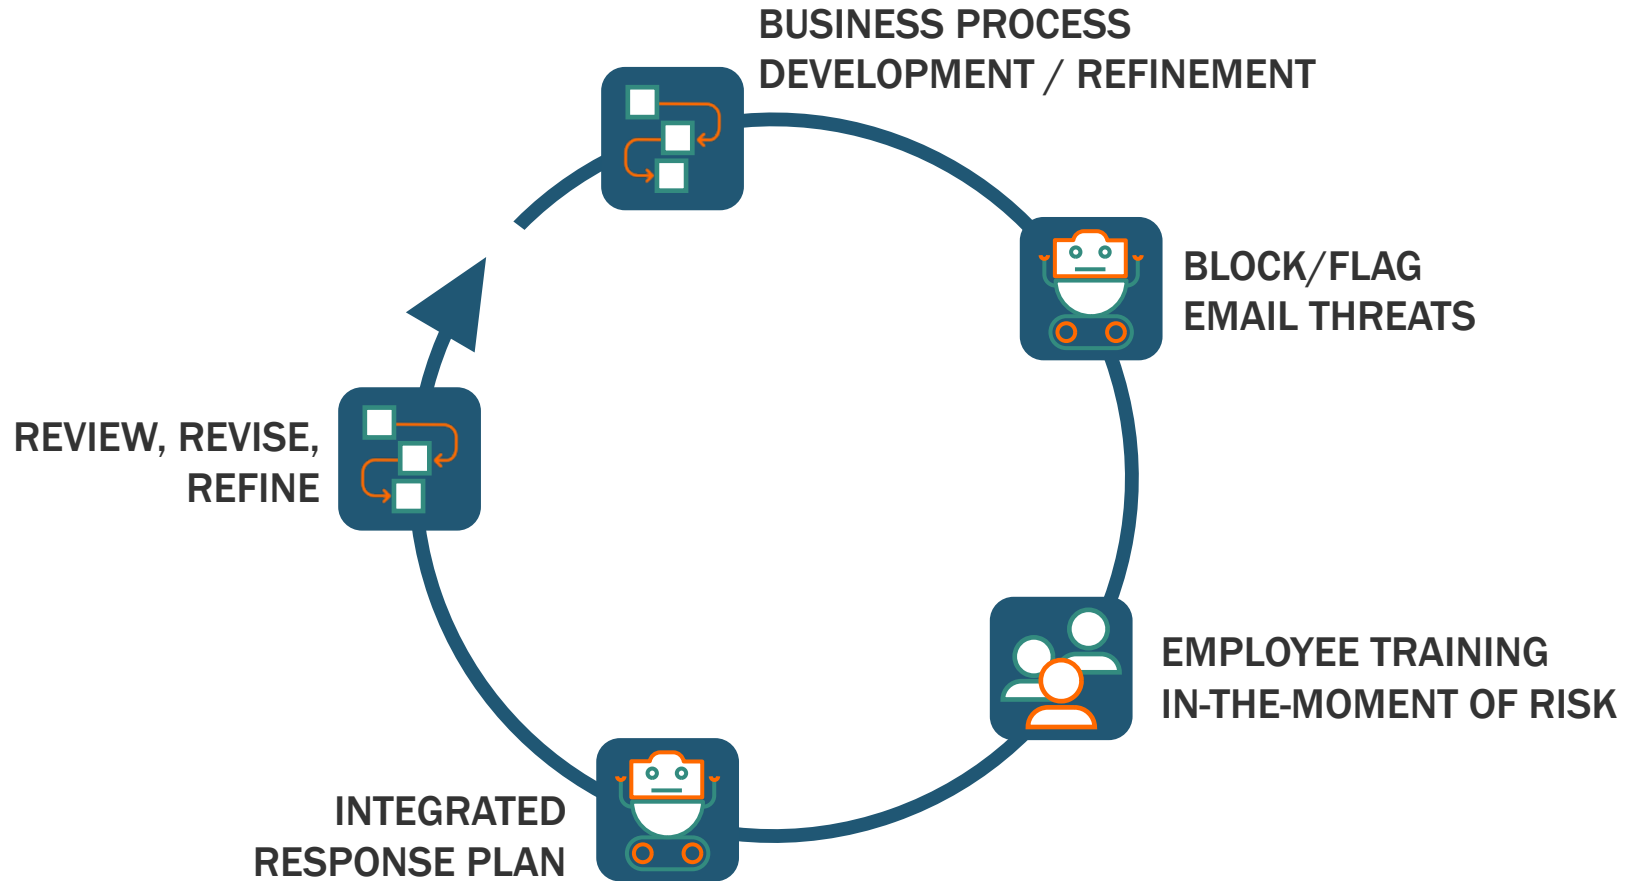 BUSINESS PROCESS
DEVELOPMENT / REFINEMENT
BLOCK/FLAG
EMAIL THREATS
EMPLOYEE TRAINING
IN-THE-MOMENT OF RISK
INTEGRATED
RESPONSE PLAN
REVIEW, REVISE,
REFINE